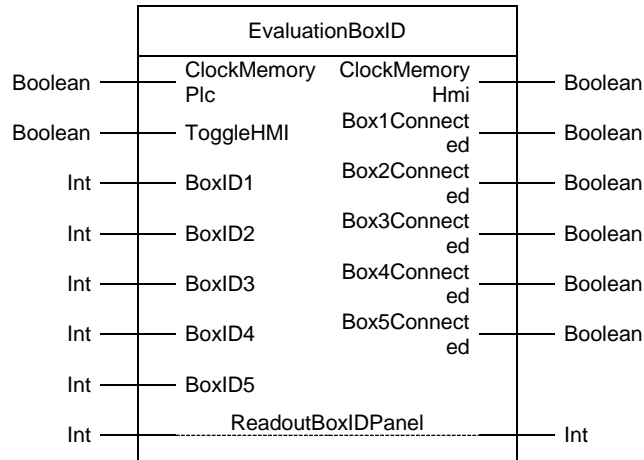 EvaluationBoxID
Boolean ClockMemory ClockMemory Boolean
Plc Hmi
Boolean ToggleHMI Box1Connect Boolean
ed
Int BoxID1 Box2Connect Boolean
ed
Int BoxID2 Box3Connect Boolean
ed
Int BoxID3 Box4Connect Boolean
ed
Int BoxID4 Box5Connect Boolean
ed
Int BoxID5
Int ReadoutBoxIDPanel Int